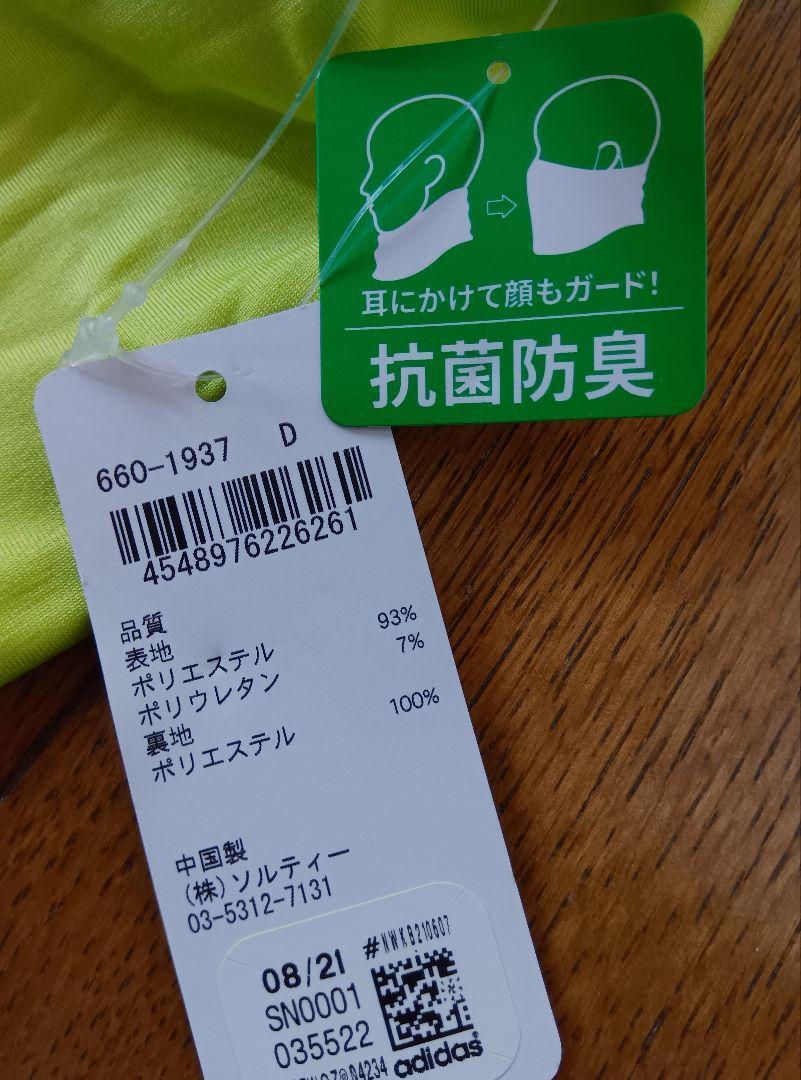 耳にかけて顔もガード!
抗菌防臭
660-1937 D
4548976226261
品質
表地
ポリエステル 93%
ポリウレタン 7%
裏地
ポリエステル 100%
中国製
(株)ソルティー
03-5312-7131
08/21
#NWKB210607
SN0001
035522
adidas